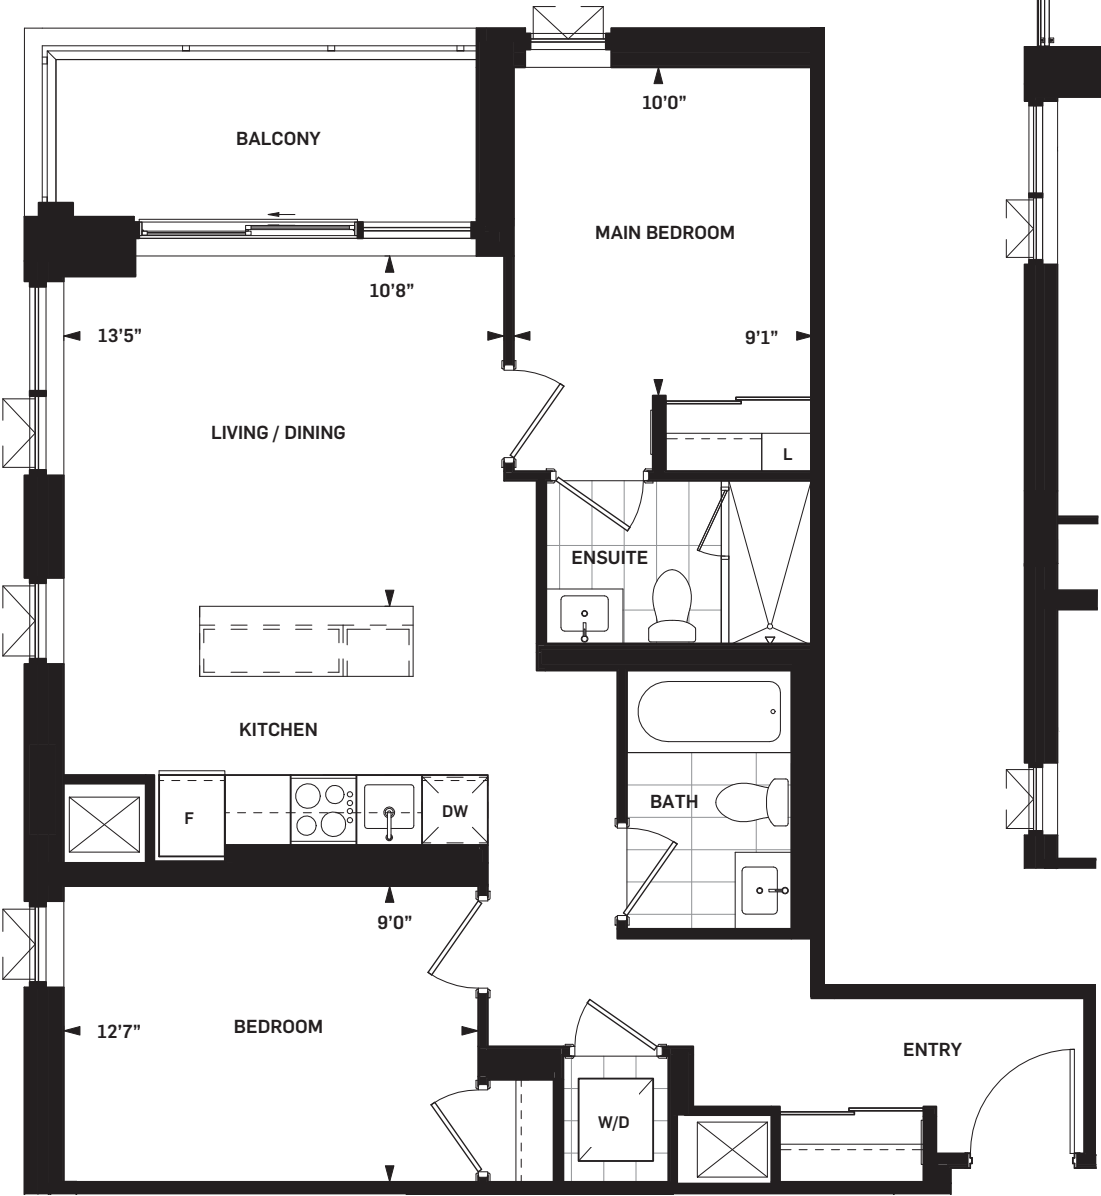 10’0”
BALCONY
MAIN BEDROOM
10’8”
13’5”
9’1”
LIVING / DINING
L
ENSUITE
KITCHEN
BATH
F
DW
9’0”
BEDROOM
12’7”
ENTRY
W/D